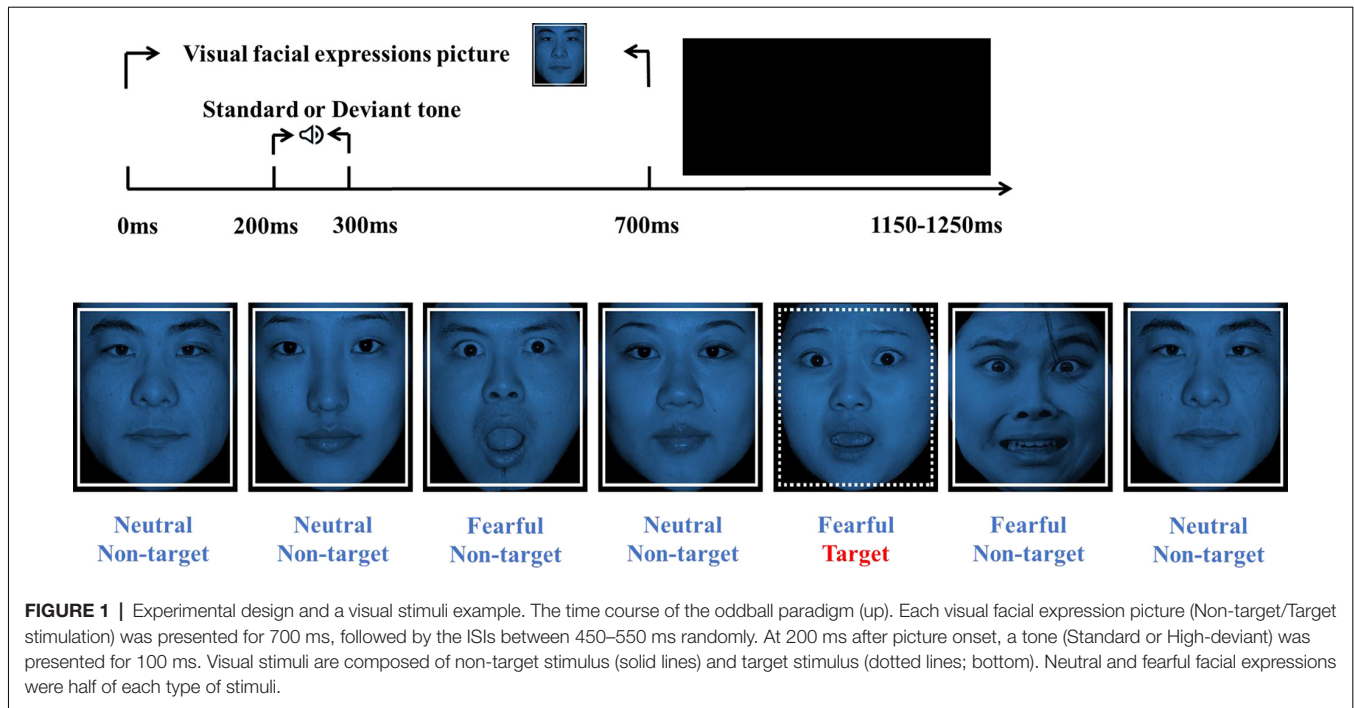 Visual facial expressions picture
Standard or Deviant tone
0ms 200ms 300ms 700ms 1150-1250ms
Neutral Neutral Fearful Neutral Fearful Fearful Neutral
Non-target Non-target Non-target Non-target Target Non-target Non-target
FIGURE 1 | Experimental design and a visual stimuli example. The time course of the oddball paradigm (up). Each visual facial expression picture (Non-target/Target
stimulation) was presented for 700 ms, followed by the ISIs between 450–550 ms randomly. At 200 ms after picture onset, a tone (Standard or High-deviant) was
presented for 100 ms. Visual stimuli are composed of non-target stimulus (solid lines) and target stimulus (dotted lines; bottom). Neutral and fearful facial expressions
were half of each type of stimuli.